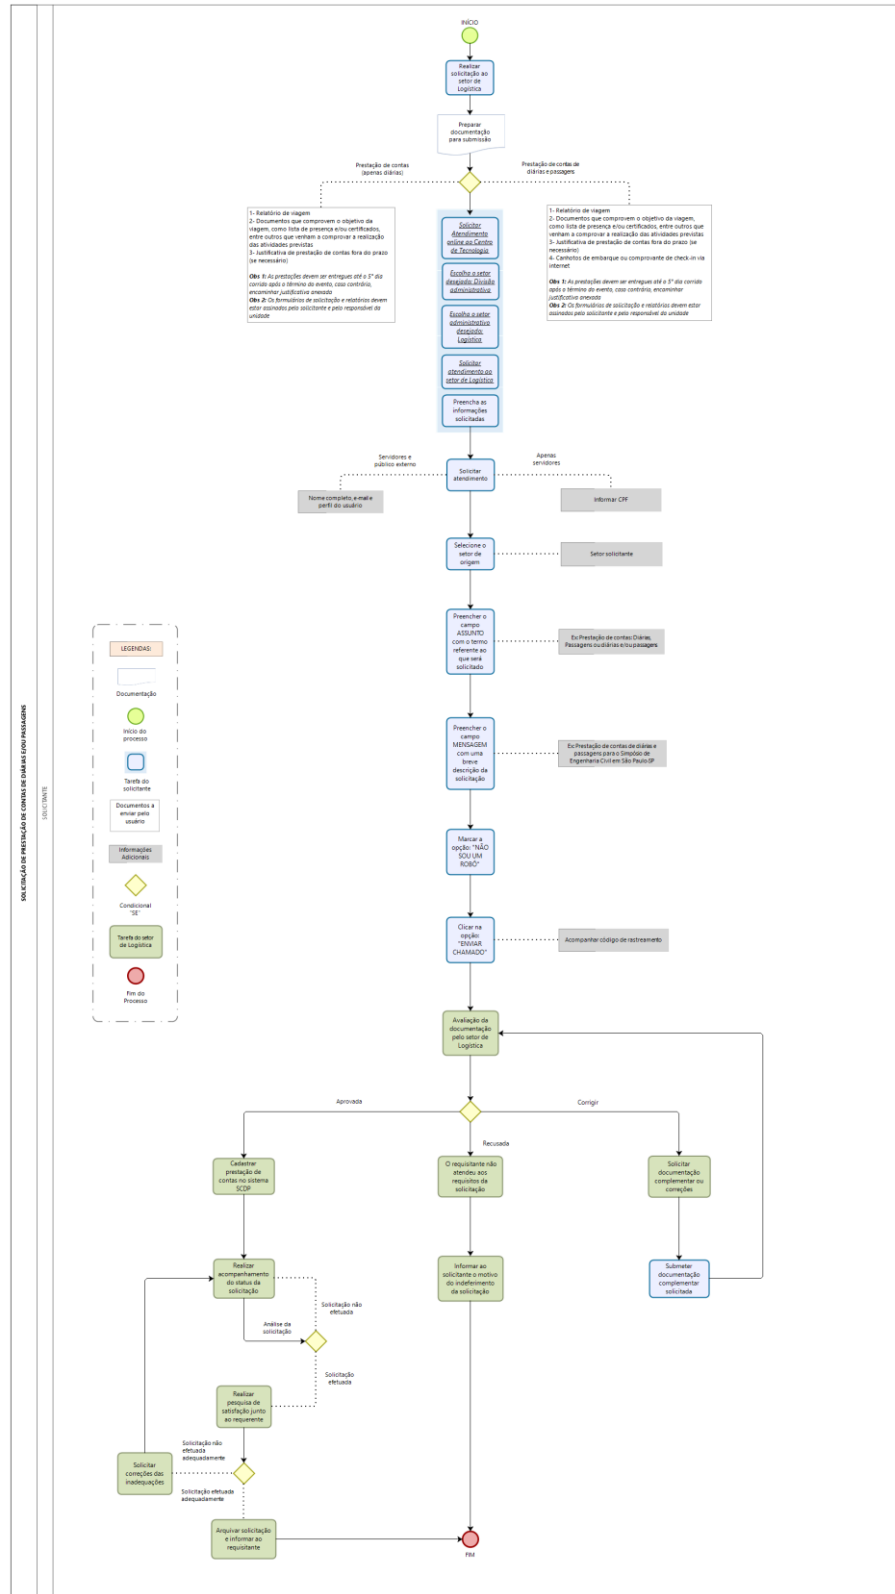 SOLICITAÇÃO DE PRESTAÇÃO DE CONTAS DE DIÁRIAS E/OU PASSAGENS
SOLICITANTE
INÍCIO
Realizar
solicitação ao
setor de
Logística
Preparar
documentação
para submissão
Prestação de contas
(apenas diárias)
Prestação de contas de
diárias e passagens
1- Relatório de viagem
2- Documentos que comprovem o objetivo da
viagem, como lista de presença e/ou certificados,
entre outros que venham a comprovar a realização
das atividades previstas
3- Justificativa de prestação de contas fora do prazo
(se necessário)
Obs 1: As prestações devem ser entregues até o 5° dia
corrido após o término do evento, caso contrário,
encaminhar justificativa anexada
Obs 2: Os formulários de solicitação e relatórios devem
estar assinados pelo solicitante e pelo responsável da
unidade
1- Relatório de viagem
2- Documentos que comprovem o objetivo da viagem,
como lista de presença e/ou certificados, entre outros que
venham a comprovar a realização das atividades previstas
3- Justificativa de prestação de contas fora do prazo (se
necessário)
4- Canhotos de embarque ou comprovante de check-in via
internet
Obs 1: As prestações devem ser entregues até o 5° dia corrido
após o término do evento, caso contrário, encaminhar
justificativa anexada
Obs 2: Os formulários de solicitação e relatórios devem estar
assinados pelo solicitante e pelo responsável da unidade
Solicitar
Atendimento
online ao Centro
de Tecnologia
Escolha o setor
desejado: Divisão
administrativa
Escolha o setor
administrativo
desejado:
Logística
Solicitar
atendimento ao
setor de Logística
Preencha as
informações
solicitadas
Servidores e
público externo
Solicitar
atendimento
Apenas
servidores
Nome completo, e-mail e
perfil do usuário
Informar CPF
Selecione o
setor de
origem
Setor solicitante
Preencher o
campo
ASSUNTO
com o termo
referente ao
que será
solicitado
Ex: Prestação de contas Diárias,
Passagens ou diárias e/ou passagens
Preencher o
campo
MENSAGEM
com uma
breve
descrição da
solicitação
Ex: Prestação de contas de diárias e
passagens para o Simpósio de
Engenharia Civil em São Paulo SP
Marcar a
opção: "NÃO
SOU UM
ROBÔ"
Clicar na
opção:
"ENVIAR
CHAMADO"
Acompanhar código de rastreamento
LEGENDAS:
Documentação
Início do
processo
Tarefa do
solicitante
Documentos a
enviar pelo
usuário
Informações
Adicionais
Condicional
"SE"
Tarefa do setor
de Logística
Fim do
Processo
Avaliação da
documentação
pelo setor de
Logística
Aprovada
Recusada
Corrigir
Cadastrar
prestação de
contas no sistema
SCDP
O requisitante não
atendeu aos
requisitos da
solicitação
Solicitar
documentação
complementar ou
correções
Realizar
acompanhamento
do status da
solicitação
Informar ao
solicitante o motivo
do indeferimento
da solicitação
Submeter
documentação
complementar
solicitada
Solicitação não
efetuada
Análise da
solicitação
Solicitação
efetuada
Realizar
pesquisa de
satisfação junto
ao requerente
Solicitação não
efetuada
adequadamente
Solicitar
correções das
inadequações
Solicitação efetuada
adequadamente
Arquivar solicitação
e informar ao
requisitante
FIM